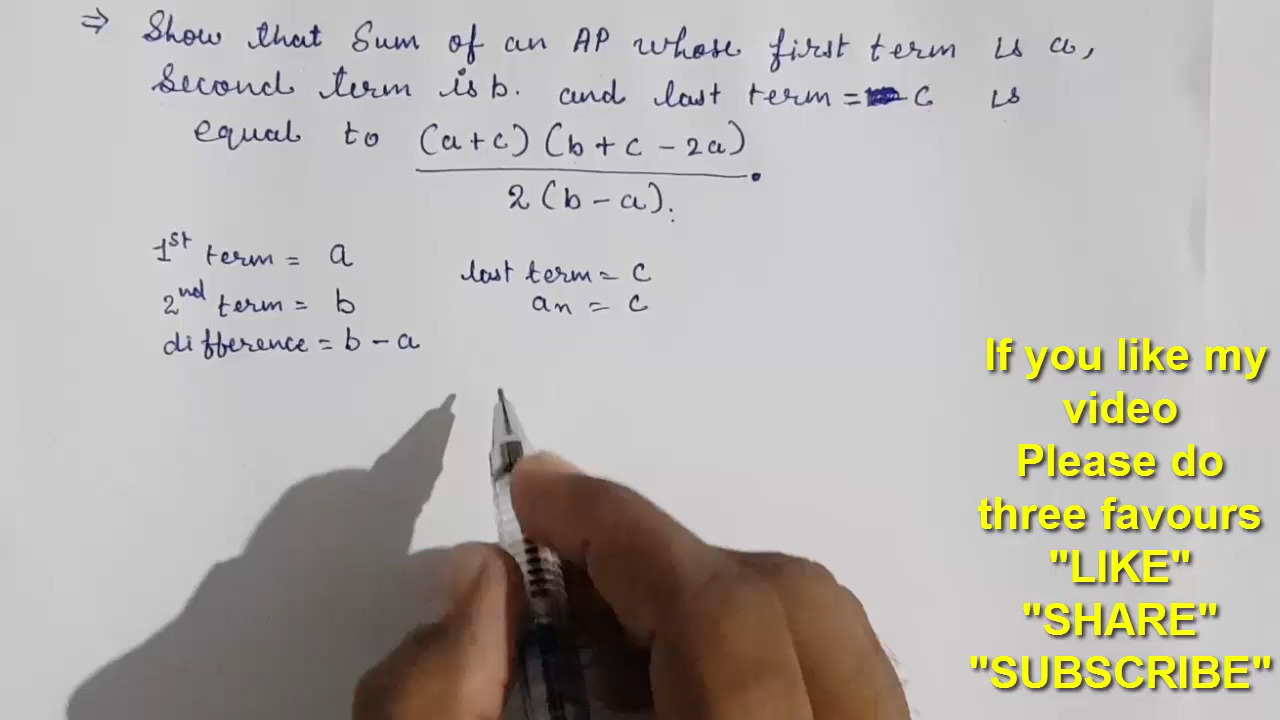 ⇒ Show that Sum of an AP whose first term is a,
Second term is b. and last term = c is
equal to (a+c) (b+c-2a)
2 (b-a).
1st term = a
2nd term = b
difference = b - a
last term = c
an = c
If you like my
video
Please do
three favours
"LIKE"
"SHARE"
"SUBSCRIBE"